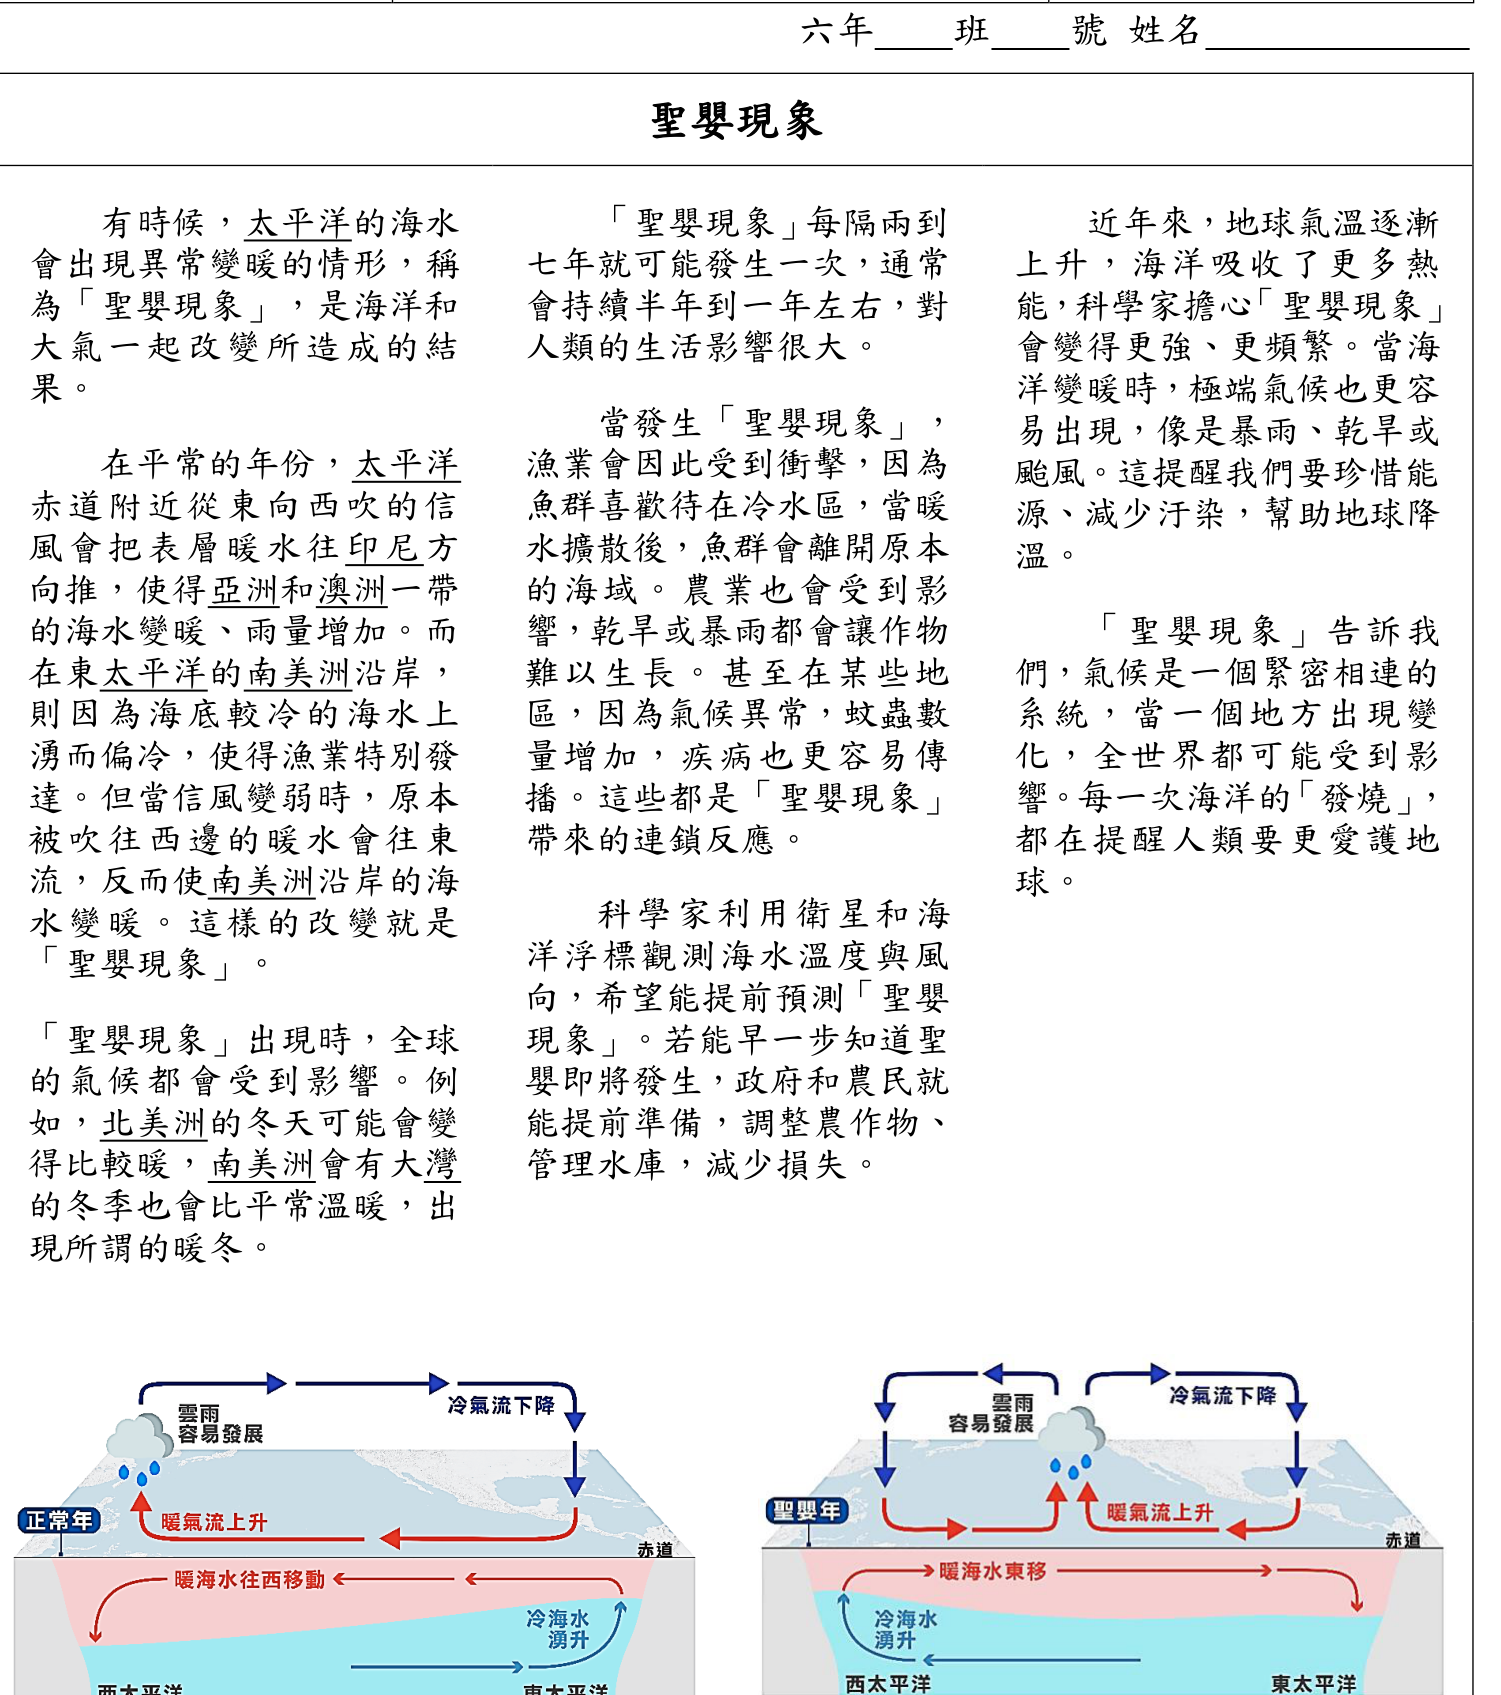 六年____班____號 姓名______________
聖嬰現象
有時候，太平洋的海水
會出現異常變暖的情形，稱
為「聖嬰現象」，是海洋和
大氣一起改變所造成的結
果。
在平常的年份，太平洋
赤道附近從東向西吹的信
風會把表層暖水往印尼方
向推，使得亞洲和澳洲一帶
的海水變暖、雨量增加。而
在東太平洋的南美洲沿岸，
則因為海底較冷的海水上
湧而偏冷，使得漁業特別發
達。但當信風變弱時，原本
被吹往西邊的暖水會往東
流，反而使南美洲沿岸的海
水變暖。這樣的改變就是
「聖嬰現象」。
「聖嬰現象」出現時，全球
的氣候都會受到影響。例
如，北美洲的冬天可能會變
得比較暖，南美洲會有大灣
的冬季也會比平常溫暖，出
現所謂的暖冬。
「聖嬰現象」每隔兩到
七年就可能發生一次，通常
會持續半年到一年左右，對
人類的生活影響很大。
當發生「聖嬰現象」，
漁業會因此受到衝擊，因為
魚群喜歡待在冷水區，當暖
水擴散後，魚群會離開原本
的海域。農業也會受到影
響，乾旱或暴雨都會讓作物
難以生長。甚至在某些地
區，因為氣候異常，蚊蟲數
量增加，疾病也更容易傳
播。這些都是「聖嬰現象」
帶來的連鎖反應。
科學家利用衛星和海
洋浮標觀測海水溫度與風
向，希望能提前預測「聖嬰
現象」。若能早一步知道聖
嬰即將發生，政府和農民就
能提前準備，調整農作物、
管理水庫，減少損失。
近年來，地球氣溫逐漸
上升，海洋吸收了更多熱
能，科學家擔心「聖嬰現象」
會變得更強、更頻繁。當海
洋變暖時，極端氣候也更容
易出現，像是暴雨、乾旱或
颱風。這提醒我們要珍惜能
源、減少汙染，幫助地球降
溫。
「聖嬰現象」告訴我
們，氣候是一個緊密相連的
系統，當一個地方出現變
化，全世界都可能受到影
響。每一次海洋的「發燒」，
都在提醒人類要更愛護地
球。
雲雨
容易發展
冷氣流下降
正常年
暖氣流上升
赤道
暖海水往西移動
冷海水
湧升
西太平洋
東太平洋
雲雨
容易發展
冷氣流下降
聖嬰年
暖氣流上升
赤道
暖海水東移
冷海水
湧升
西太平洋
東太平洋